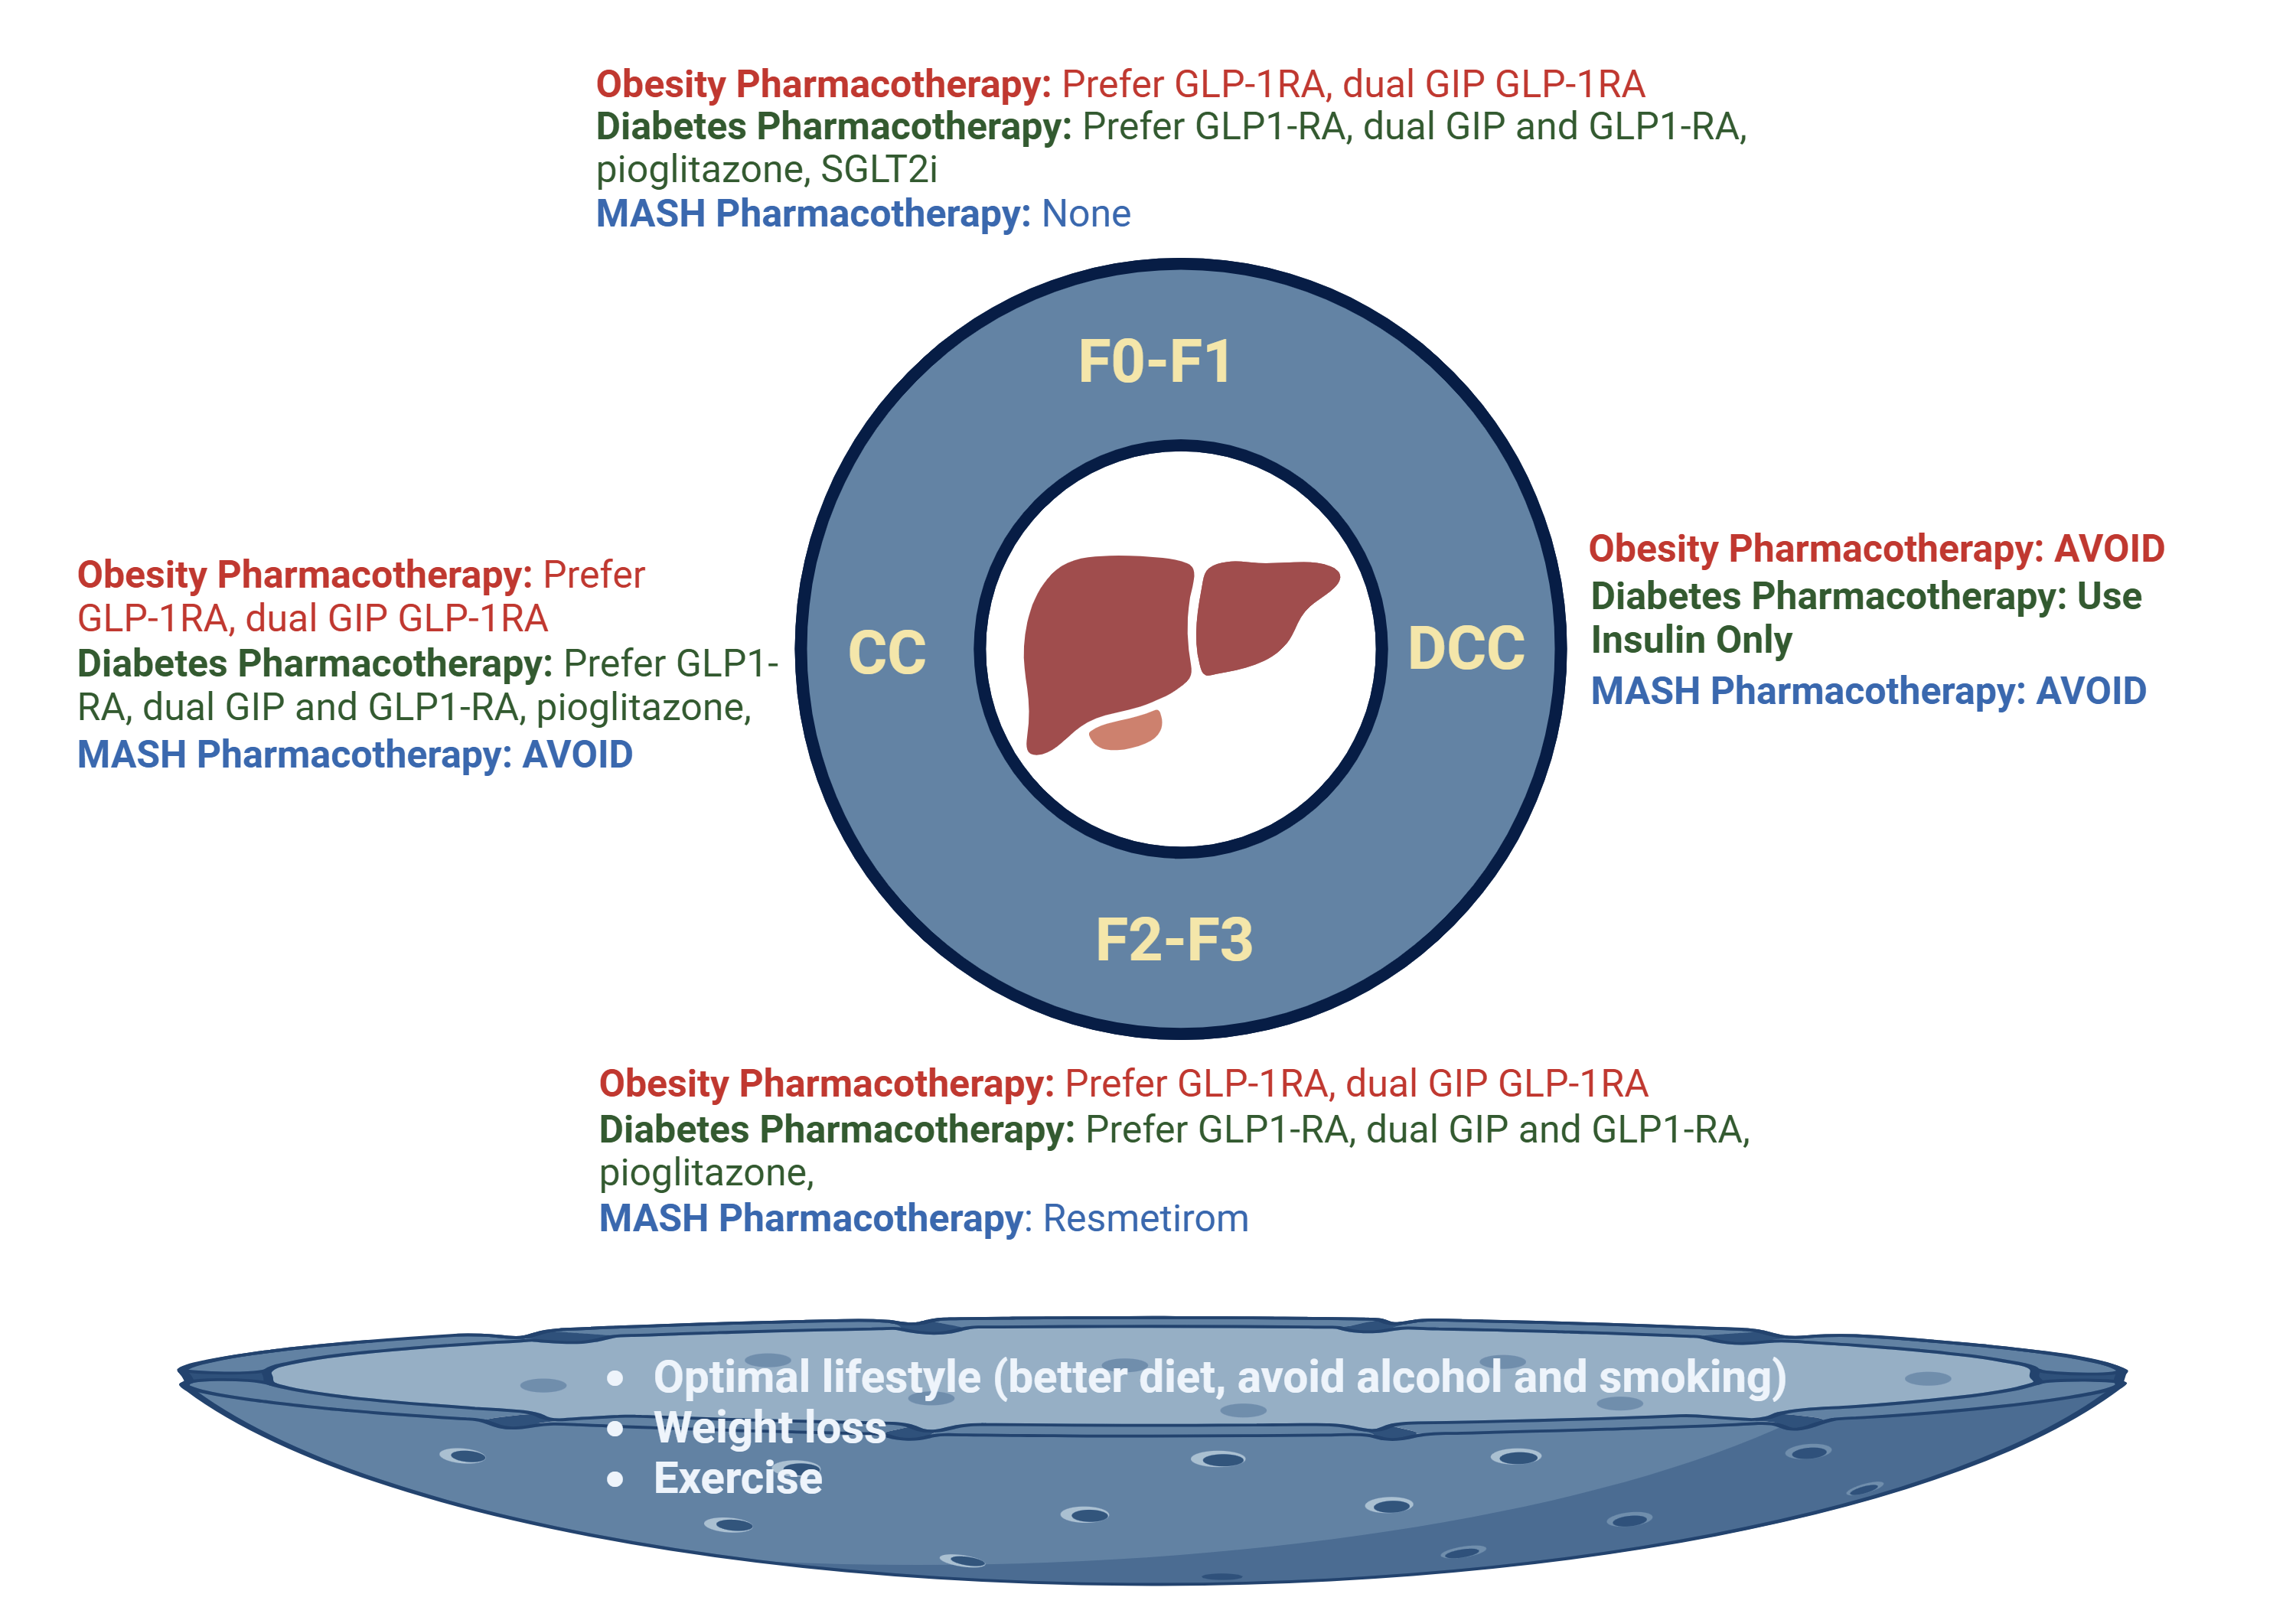 Obesity Pharmacotherapy: Prefer GLP-1RA, dual GIP GLP-1RA
Diabetes Pharmacotherapy: Prefer GLP1-RA, dual GIP and GLP1-RA,
pioglitazone, SGLT2i
MASH Pharmacotherapy: None
F0-F1
Obesity Pharmacotherapy: Prefer
GLP-1RA, dual GIP GLP-1RA
Diabetes Pharmacotherapy: Prefer GLP1-
RA, dual GIP and GLP1-RA, pioglitazone,
MASH Pharmacotherapy: AVOID
CC
DCC
Obesity Pharmacotherapy: AVOID
Diabetes Pharmacotherapy: Use
Insulin Only
MASH Pharmacotherapy: AVOID
F2-F3
Obesity Pharmacotherapy: Prefer GLP-1RA, dual GIP GLP-1RA
Diabetes Pharmacotherapy: Prefer GLP1-RA, dual GIP and GLP1-RA,
pioglitazone,
MASH Pharmacotherapy: Resmetirom
• Optimal lifestyle (better diet, avoid alcohol and smoking)
• Weight loss
• Exercise